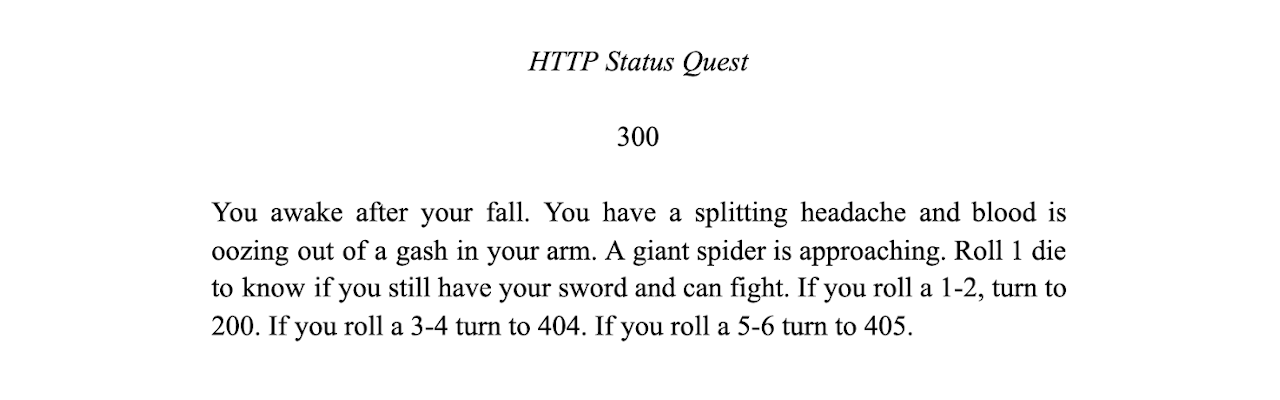 HTTP Status Quest
300
You awake after your fall. You have a splitting headache and blood is
oozing out of a gash in your arm. A giant spider is approaching. Roll 1 die
to know if you still have your sword and can fight. If you roll a 1-2, turn to
200. If you roll a 3-4 turn to 404. If you roll a 5-6 turn to 405.